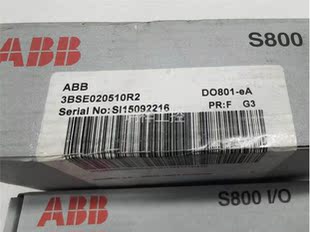 ABB
S800
ABB
3BSE020510R2
DO801-eA
Serial No:SI15092216
PR:F G3
ABB
S800 I/O